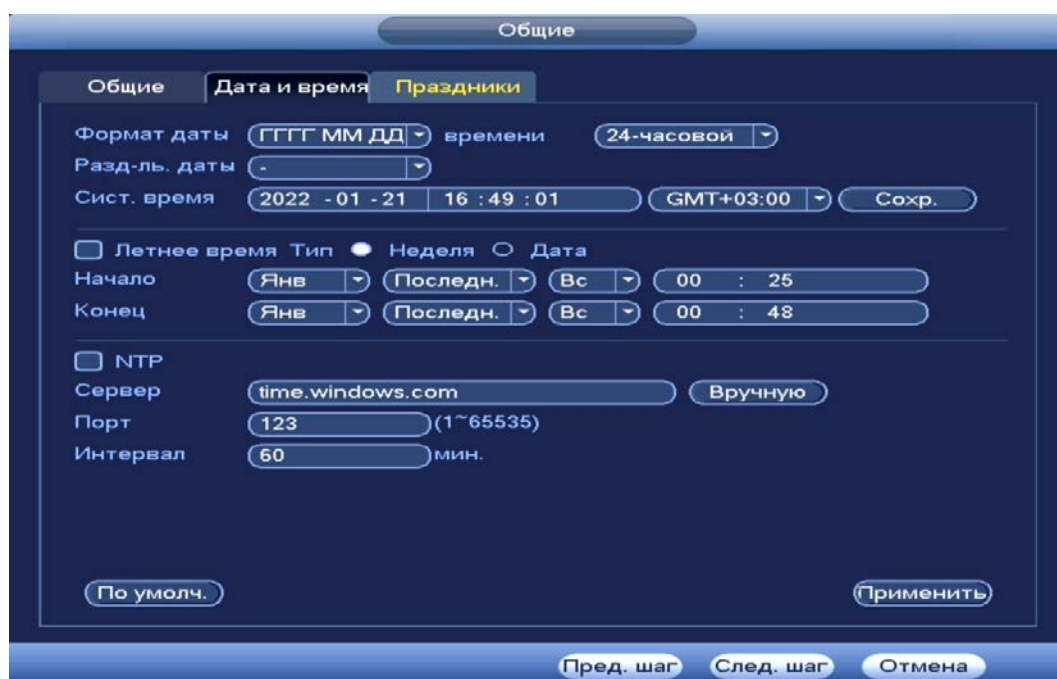 Общие
Общие Дата и время Праздники
Формат даты ГГГГ ММ ДД времени 24-часовой
Разд-ль. даты -
Сист. время 2022 - 01 - 21 16 : 49 : 01 GMT+03:00 Сохр.
Летнее время Тип Неделя Дата
Начало Янв Последн. Вс 00 : 25
Конец Янв Последн. Вс 00 : 48
NTP
Сервер time.windows.com Вручную
Порт 123 (1~65535)
Интервал 60 мин.
По умолч. Применить
Пред. шаг След. шаг Отмена